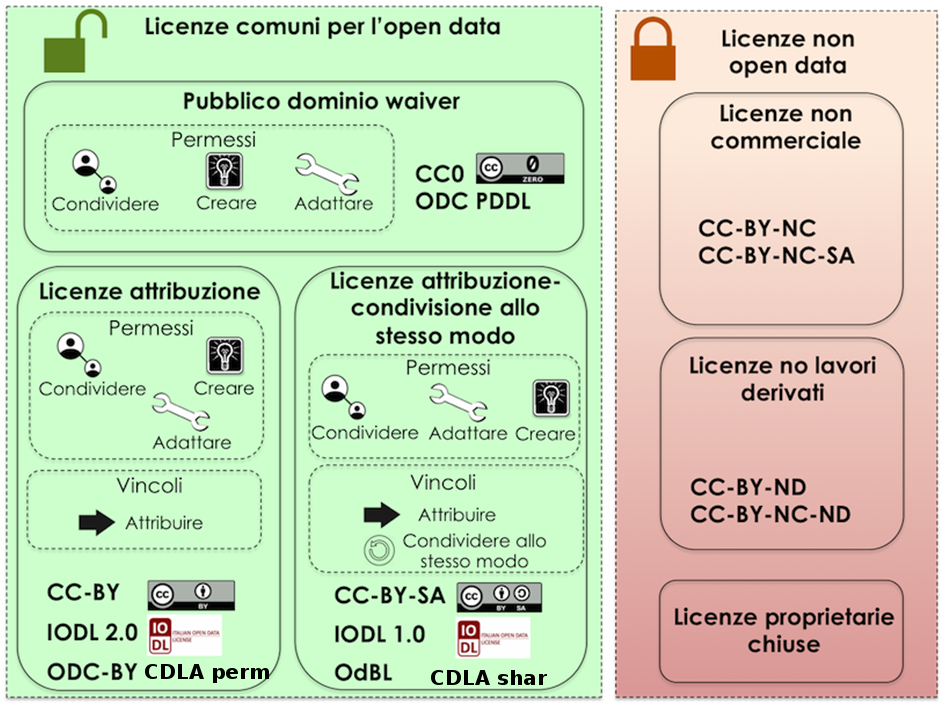 Licenze comuni per l'open data
Pubblico dominio waiver
Permessi
Condividere
Creare
Adattare
CC0
cc
0
ZERO
ODC PDDL
Licenze attribuzione
Permessi
Condividere
Creare
Adattare
Vincoli
Attribuire
CC-BY
cc
BY
IODL 2.0
IO
DL
ITALIAN OPEN DATA
LICENSE
ODC-BY CDLA perm
Licenze attribuzione-
condivisione allo
stesso modo
Permessi
Condividere Adattare Creare
Vincoli
Attribuire
Condividere allo
stesso modo
CC-BY-SA
cc
BY SA
IODL 1.0
IO
DL
ITALIAN OPEN DATA
LICENSE
OdBL
CDLA shar
Licenze non
open data
Licenze non
commerciale
CC-BY-NC
CC-BY-NC-SA
Licenze no lavori
derivati
CC-BY-ND
CC-BY-NC-ND
Licenze proprietarie
chiuse